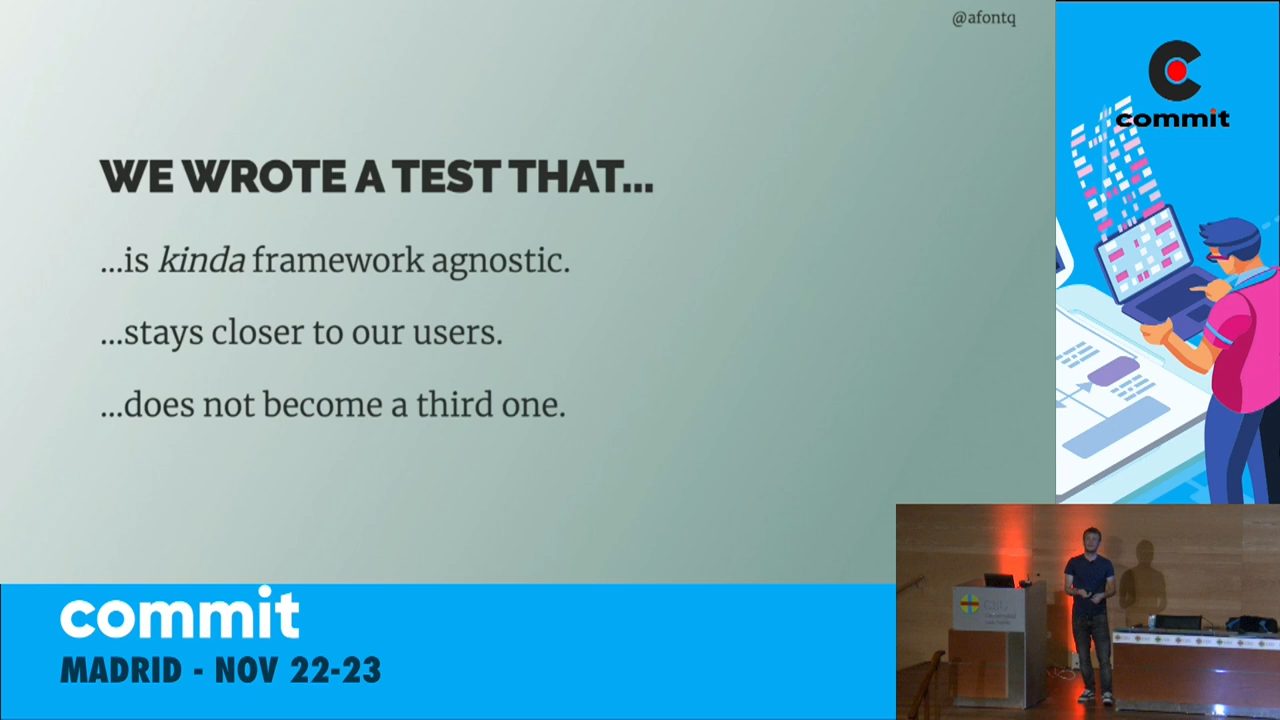 @afontq
commit
WE WROTE A TEST THAT...
...is kinda framework agnostic.
...stays closer to our users.
...does not become a third one.
commit
MADRID - NOV 22-23